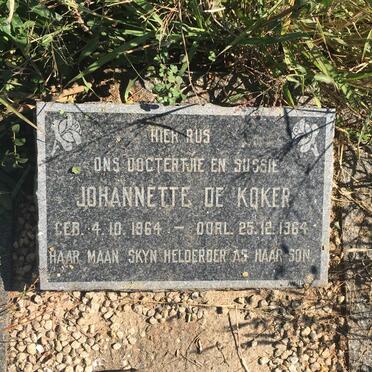 HIER RUS
ONS DOGTERTJIE EN SUSSIE
JOHANNETTE DE KOKER
GEB. 4.10.1964 — OORL. 25.12.1964
HAAR MAAN SKYN HELDERDER AS HAAR SON.